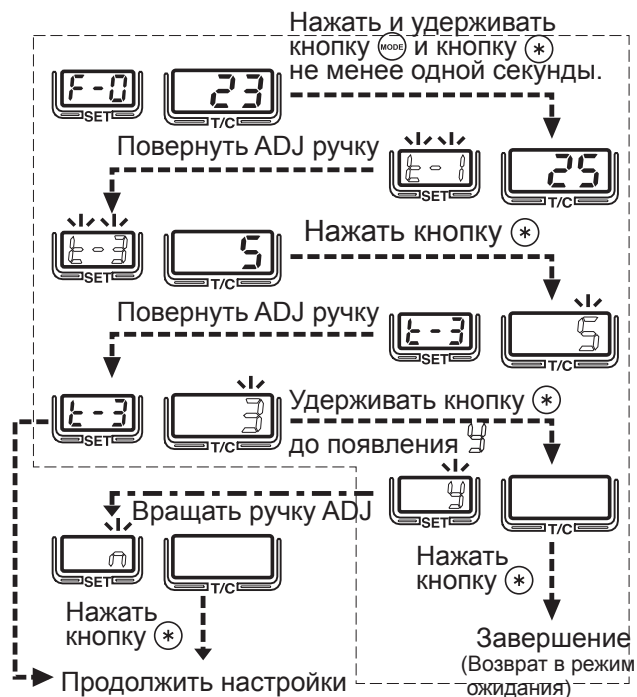 Нажать и удерживать
кнопку MODE и кнопку *
не менее одной секунды.
F-0
SET
23
T/C
Повернуть ADJ ручку
t-1
SET
25
T/C
t-3
SET
5
T/C
Нажать кнопку *
Повернуть ADJ ручку
t-3
SET
5
T/C
t-3
SET
3
T/C
Удерживать кнопку *
до появления y
y
SET
T/C
Вращать ручку ADJ
n
SET
T/C
Нажать
кнопку *
Нажать
кнопку *
Завершение
(Возврат в режим
ожидания)
Продолжить настройки